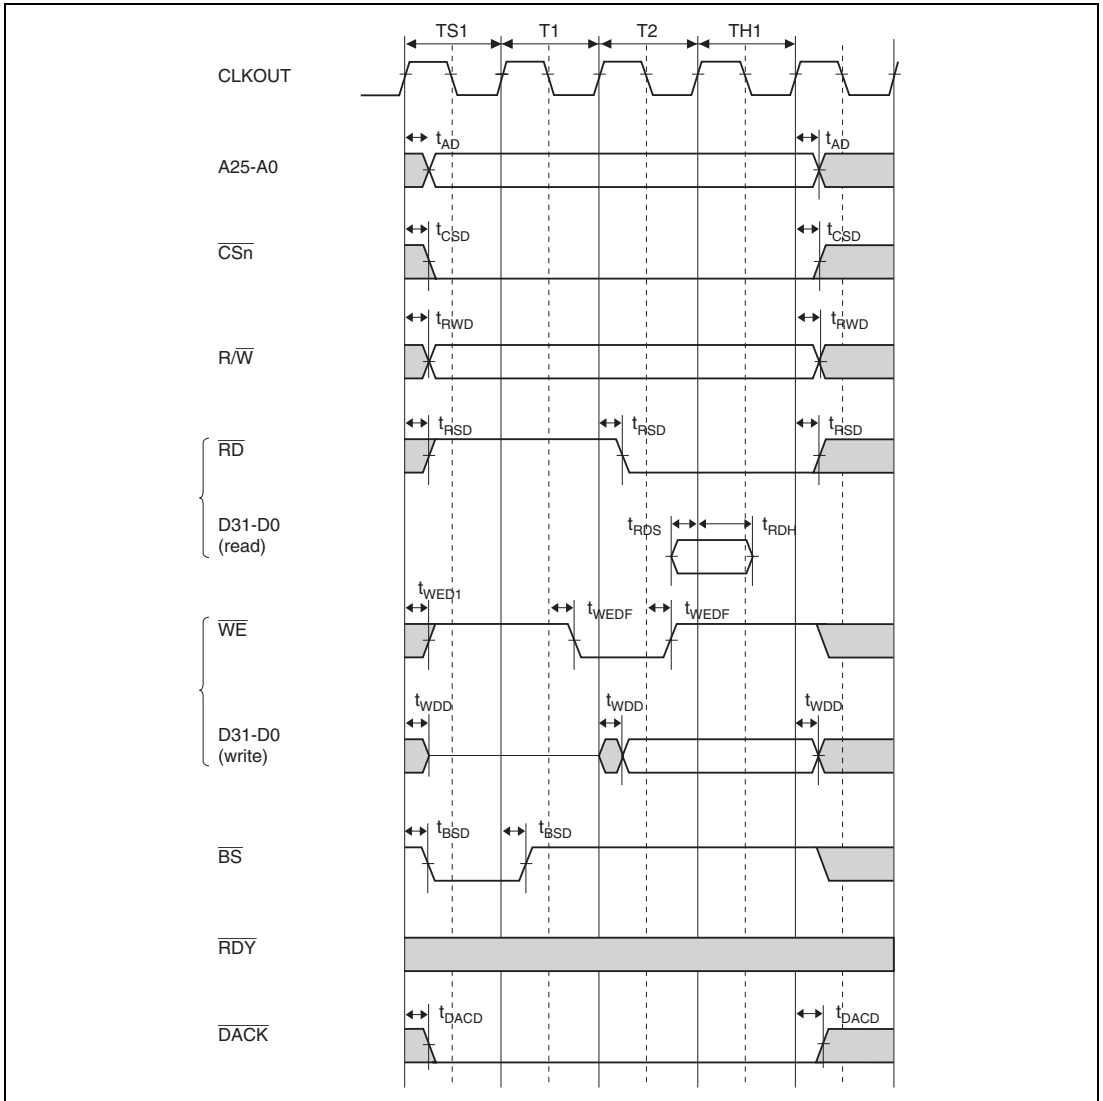 TS1 T1 T2 TH1
CLKOUT
tAD tAD
A25-A0
tCSD tCSD
CSn
tRWD tRWD
R/W
tRSD tRSD tRSD
RD
D31-D0
(read)
tRDS tRDH
tWED1 tWEDF tWEDF
WE
tWDD tWDD tWDD
D31-D0
(write)
tBSD tBSD
BS
RDY
tDACD tDACD
DACK